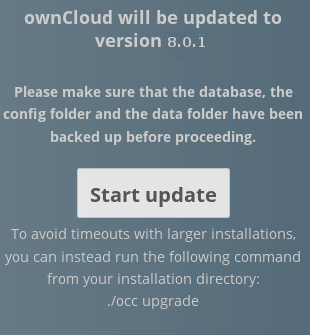 ownCloud will be updated to
version 8.0.1
Please make sure that the database, the
config folder and the data folder have been
backed up before proceeding.
Start update
To avoid timeouts with larger installations,
you can instead run the following command
from your installation directory:
./occ upgrade